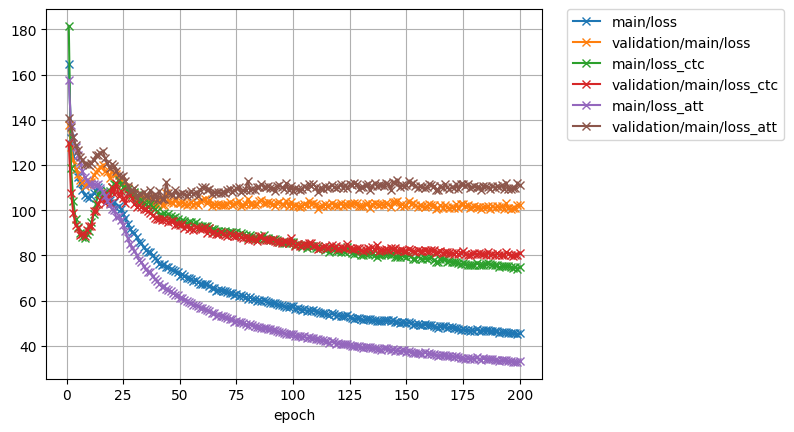 180
160
140
120
100
80
60
40
0 25 50 75 100 125 150 175 200
epoch
main/loss
validation/main/loss
main/loss_ctc
validation/main/loss_ctc
main/loss_att
validation/main/loss_att